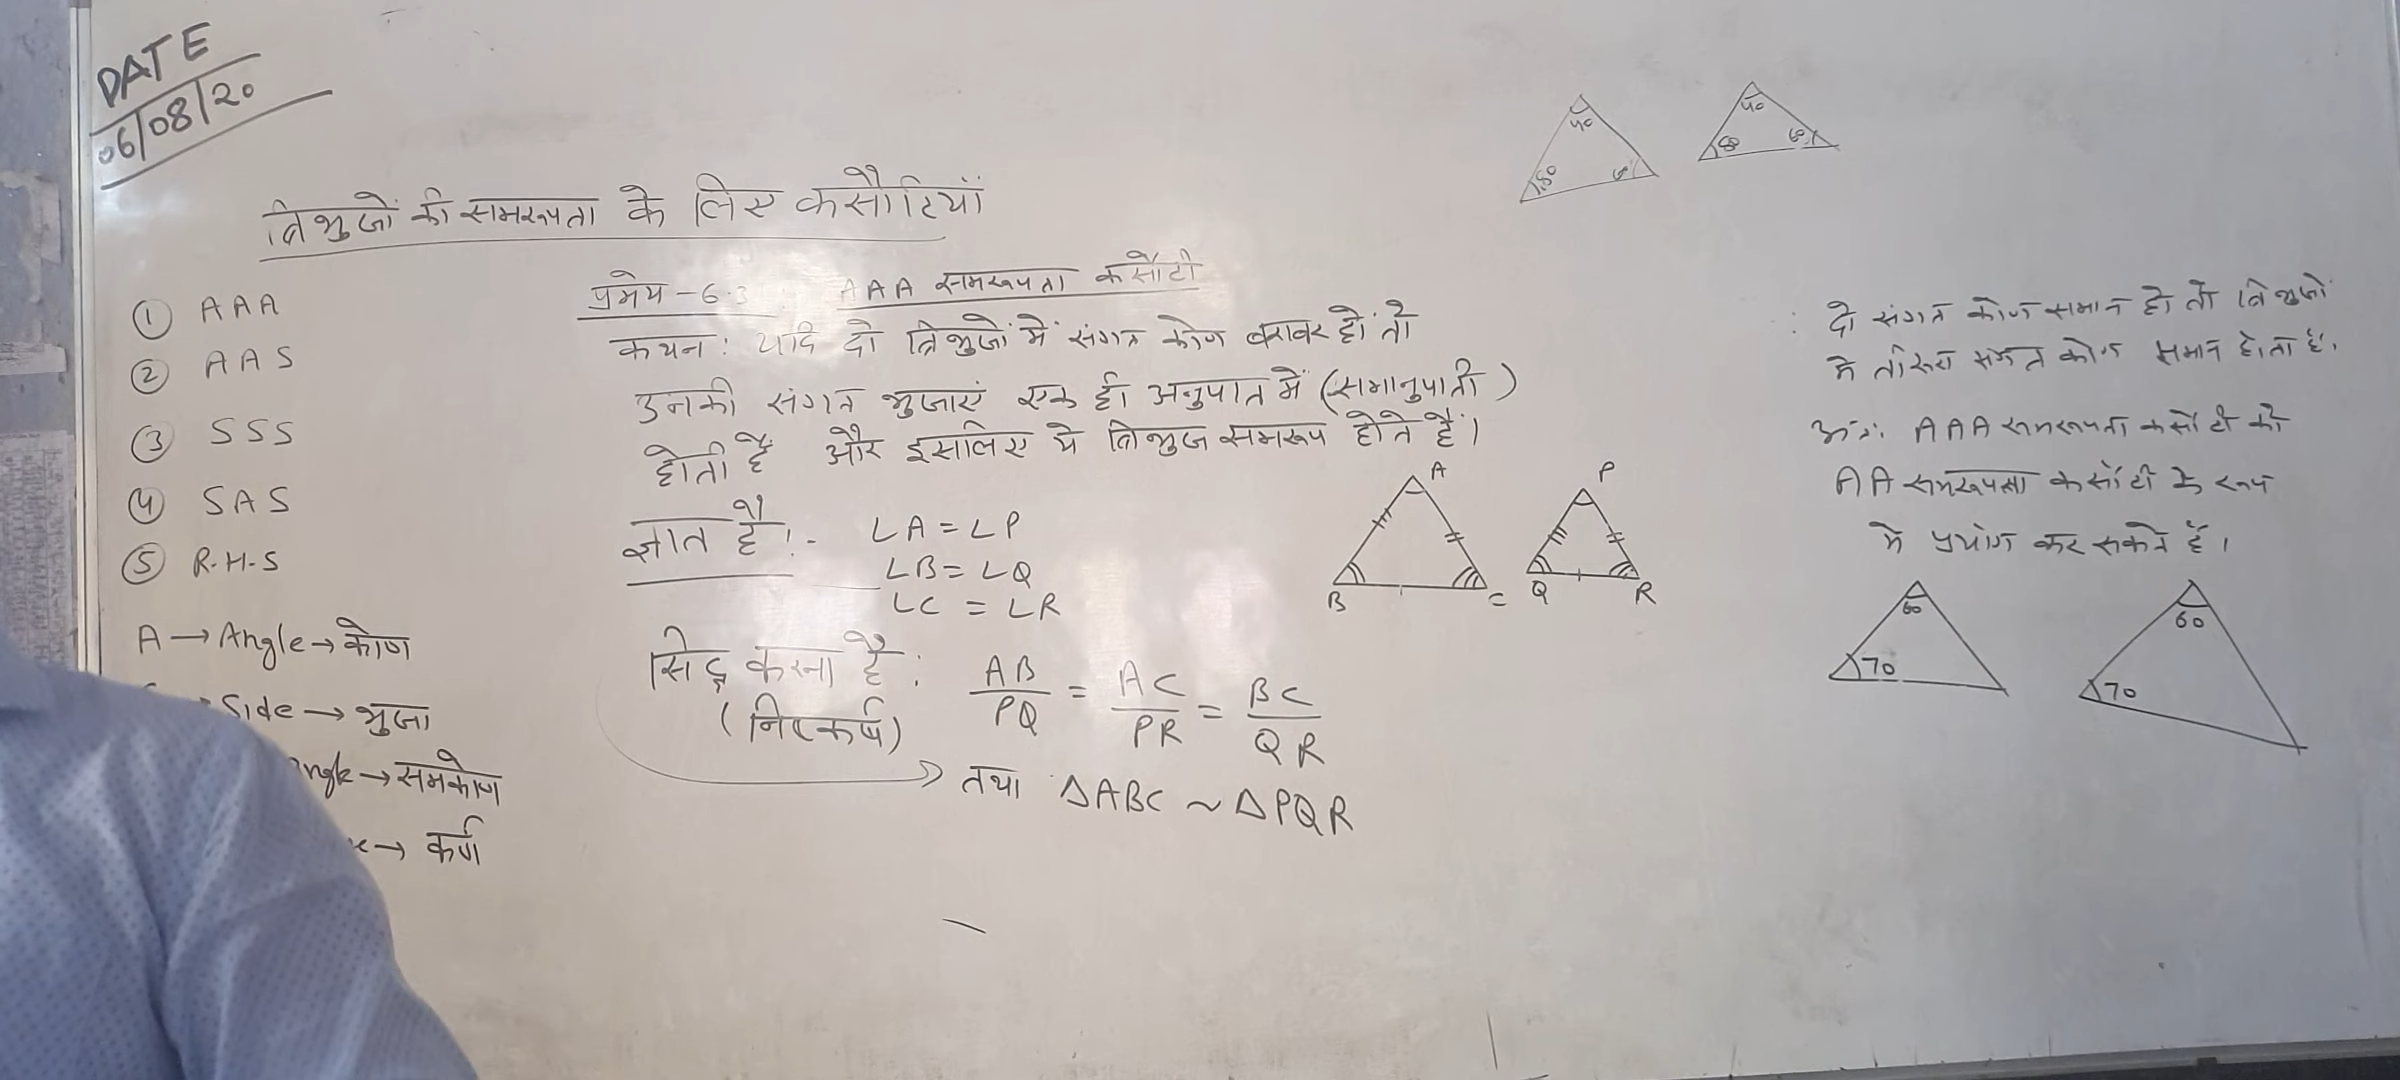 DATE
06/08/20
त्रिभुजों की समरूपता के लिए कसौटियाँ
① AAA
② AAS
③ SSS
④ SAS
⑤ R-H-S
A → Angle → कोण
Side → भुजा
→ समकोण
→ कर्ण
प्रमेय - 6.3 AAA समरूपता कसौटी
कथन : यदि दो त्रिभुजों में संगत कोण बराबर हों तो
उनकी संगत भुजाएं एक ही अनुपात में (समानुपाती)
होती हैं और इसलिए ये त्रिभुज समरूप होते हैं।
ज्ञात है :- ∠A = ∠P
∠B = ∠Q
∠C = ∠R
सिद्ध करना है : AB/PQ = AC/PR = BC/QR
(निष्कर्ष)
तथा ΔABC ~ ΔPQR
A
B
C
P
Q
R
40
80
40
80
60
दो संगत कोण समान हो तो त्रिभुजों
में तीसरा संगत कोण समान होता है.
अतः AAA समरूपता कसौटी को
AA समरूपता कसौटी के रूप
में प्रयोग कर सकते हैं।
60
70
60
70